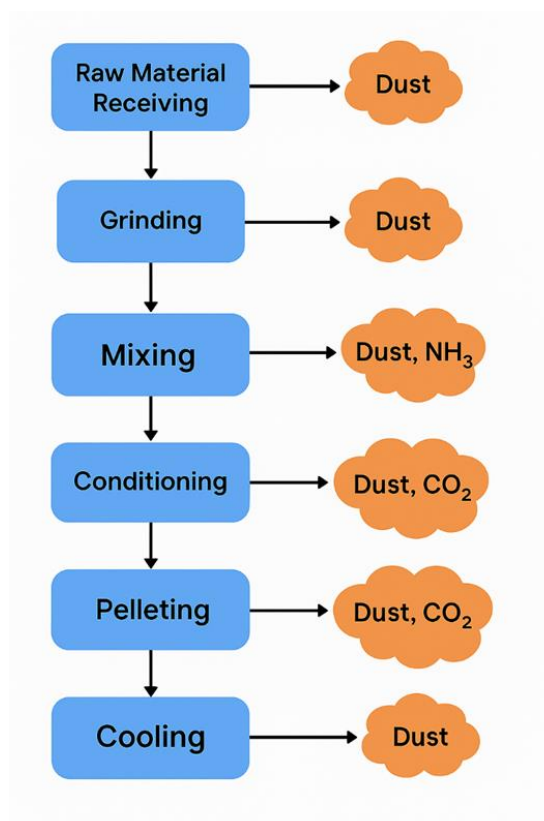 Raw Material
Receiving
Dust
Grinding
Dust
Mixing
Dust, NH₃
Conditioning
Dust, CO₂
Pelleting
Dust, CO₂
Cooling
Dust